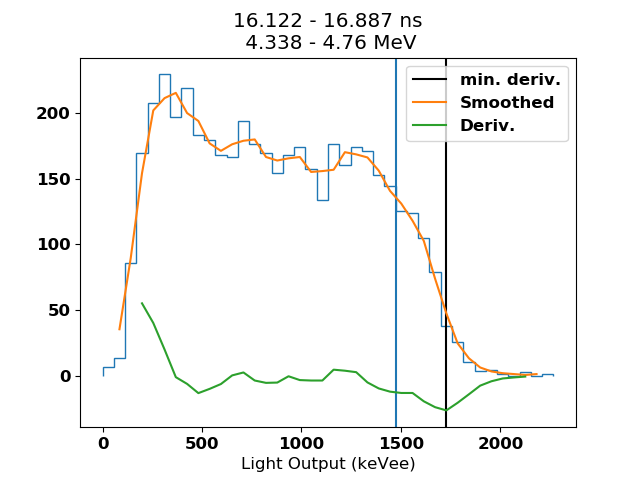 16.122 - 16.887 ns
4.338 - 4.76 MeV
min. deriv.
Smoothed
Deriv.
200
150
100
50
0
0 500 1000 1500 2000
Light Output (keVee)